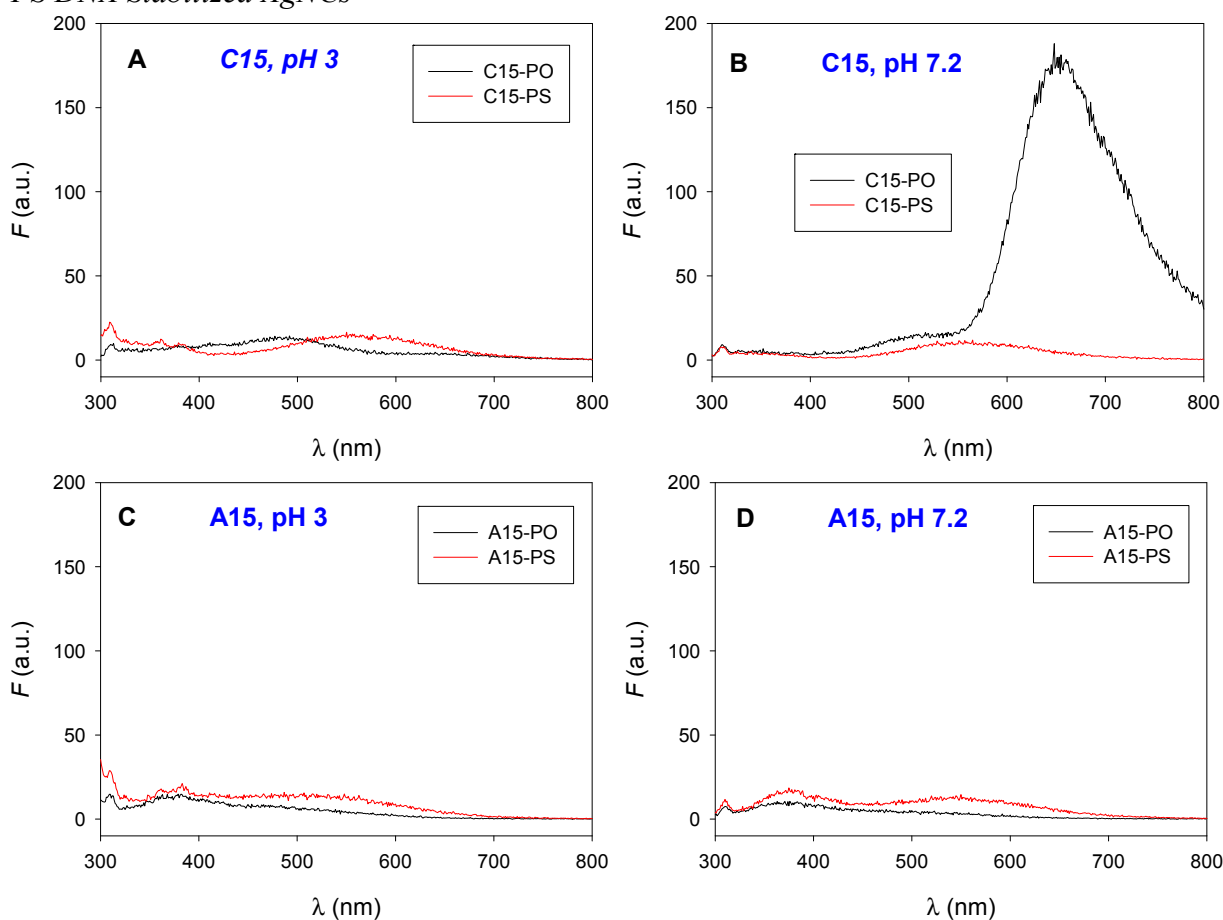 PS DNA Stabilized AgNCs
A
C15, pH 3
C15-PO
C15-PS
F (a.u.)
200
150
100
50
0
300 400 500 600 700 800
λ (nm)
B
C15, pH 7.2
C15-PO
C15-PS
F (a.u.)
200
150
100
50
0
300 400 500 600 700 800
λ (nm)
C
A15, pH 3
A15-PO
A15-PS
F (a.u.)
200
150
100
50
0
300 400 500 600 700 800
λ (nm)
D
A15, pH 7.2
A15-PO
A15-PS
F (a.u.)
200
150
100
50
0
300 400 500 600 700 800
λ (nm)